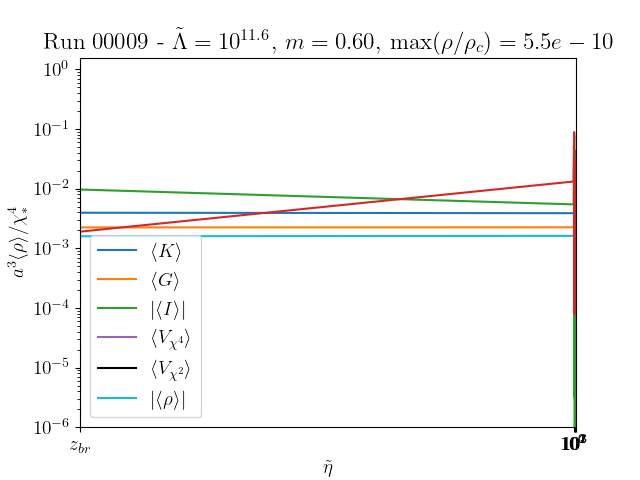 Run 00009 - Λ̃ = 10^11.6, m = 0.60, max(ρ/ρ_c) = 5.5e − 10
10^0
10^−1
10^−2
10^−3
10^−4
10^−5
10^−6
a^3⟨ρ⟩/χ_*^4
⟨K⟩
⟨G⟩
|⟨I⟩|
⟨V_χ^4⟩
⟨V_χ^2⟩
|⟨ρ⟩|
z_br
η̃